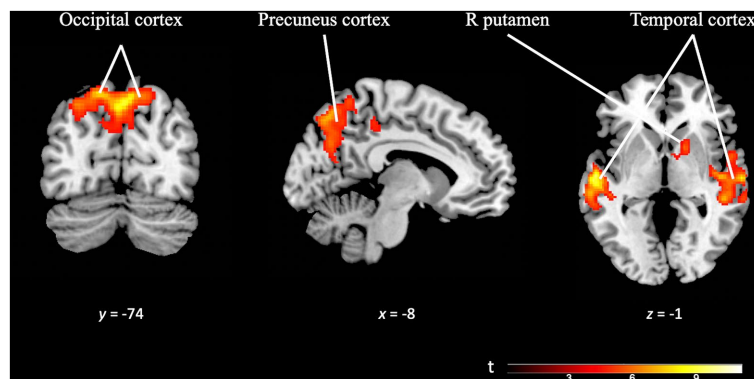 Occipital cortex
Precuneus cortex
R putamen
Temporal cortex
y = -74
x = -8
z = -1
t
3 6 9